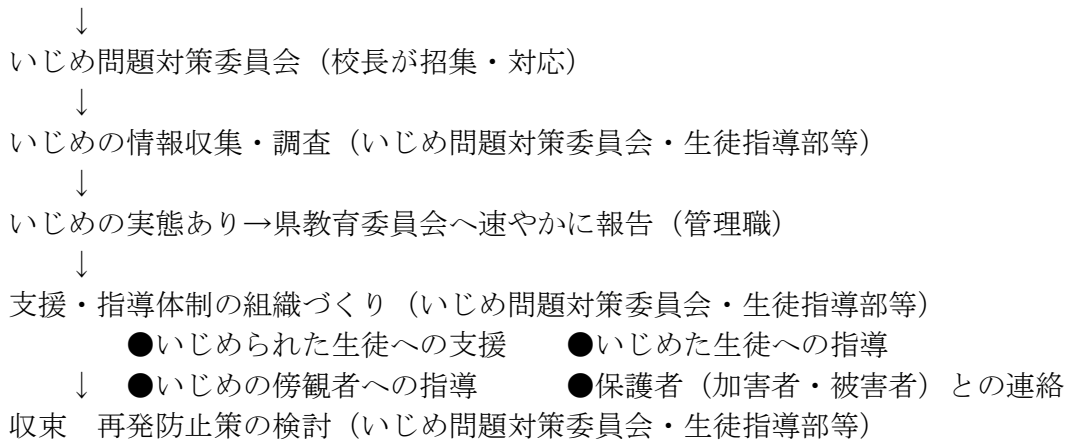 ↓
いじめ問題対策委員会（校長が招集・対応）
↓
いじめの情報収集・調査（いじめ問題対策委員会・生徒指導部等）
↓
いじめの実態あり→県教育委員会へ速やかに報告（管理職）
↓
支援・指導体制の組織づくり（いじめ問題対策委員会・生徒指導部等）
●いじめられた生徒への支援　●いじめた生徒への指導
↓　●いじめの傍観者への指導　●保護者（加害者・被害者）との連絡
収束　再発防止策の検討（いじめ問題対策委員会・生徒指導部等）